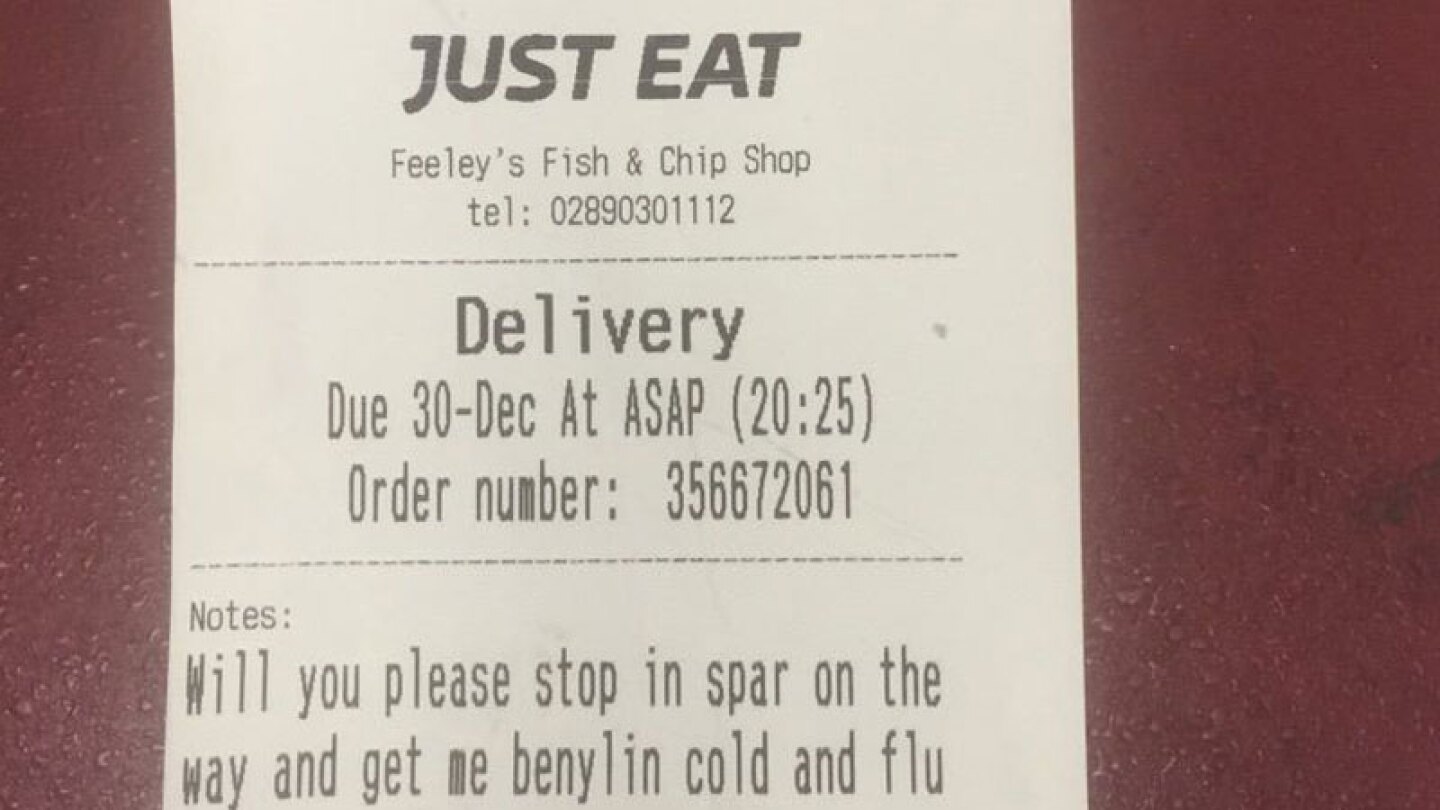 JUST EAT
Feeley's Fish & Chip Shop
tel: 02890301112
Delivery
Due 30-Dec At ASAP (20:25)
Order number: 356672061
Notes:
Will you please stop in spar on the
way and get me benylin cold and flu